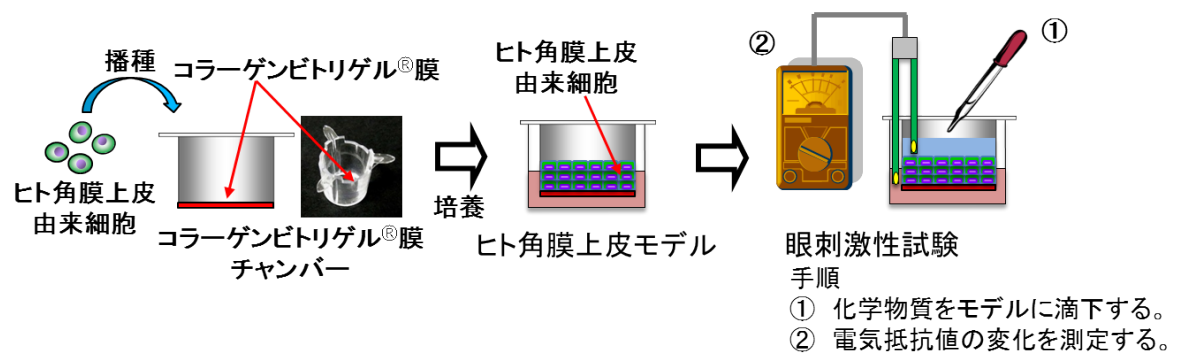 播種
コラーゲンビトリゲル®膜
ヒト角膜上皮
由来細胞
コラーゲンビトリゲル®膜
チャンバー
培養
ヒト角膜上皮
由来細胞
ヒト角膜上皮モデル
②
①
眼刺激性試験
手順
① 化学物質をモデルに滴下する。
② 電気抵抗値の変化を測定する。